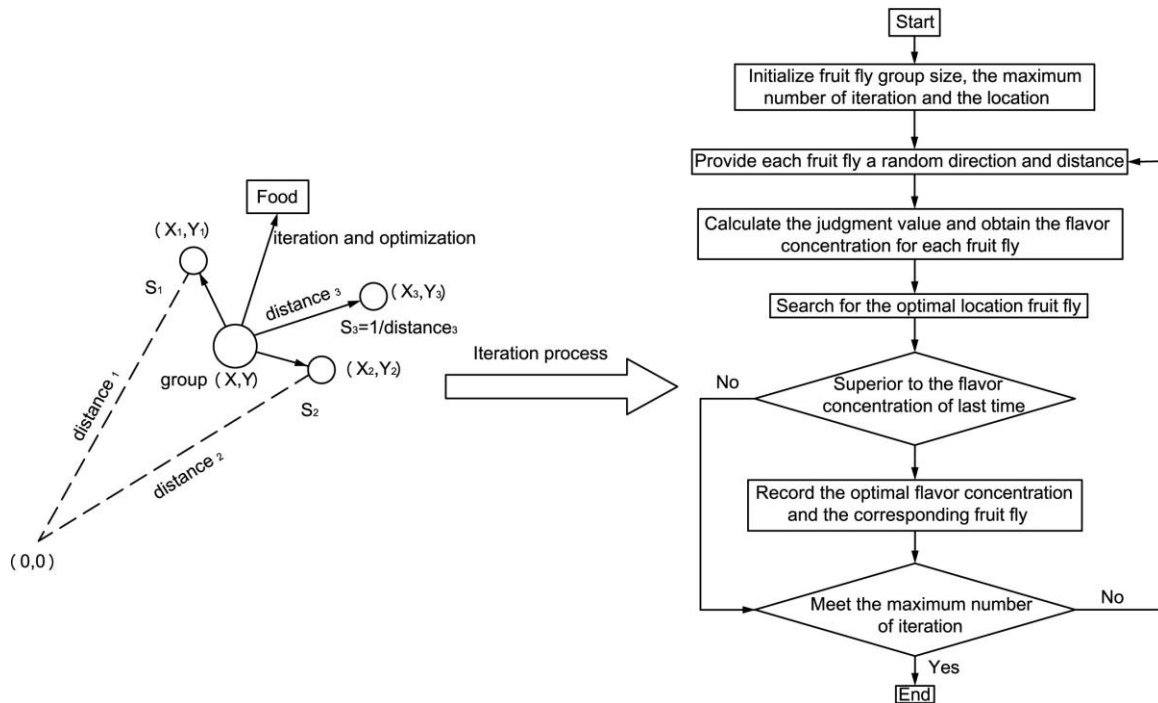 Food
iteration and optimization
(X₁,Y₁)
S₁
distance ₃
(X₃,Y₃)
S₃=1/distance₃
group (X,Y)
(X₂,Y₂)
S₂
distance ₁
distance ₂
(0,0)
Iteration process
Start
Initialize fruit fly group size, the maximum
number of iteration and the location
Provide each fruit fly a random direction and distance
Calculate the judgment value and obtain the flavor
concentration for each fruit fly
Search for the optimal location fruit fly
No
Superior to the flavor
concentration of last time
Record the optimal flavor concentration
and the corresponding fruit fly
Meet the maximum number
of iteration
No
Yes
End